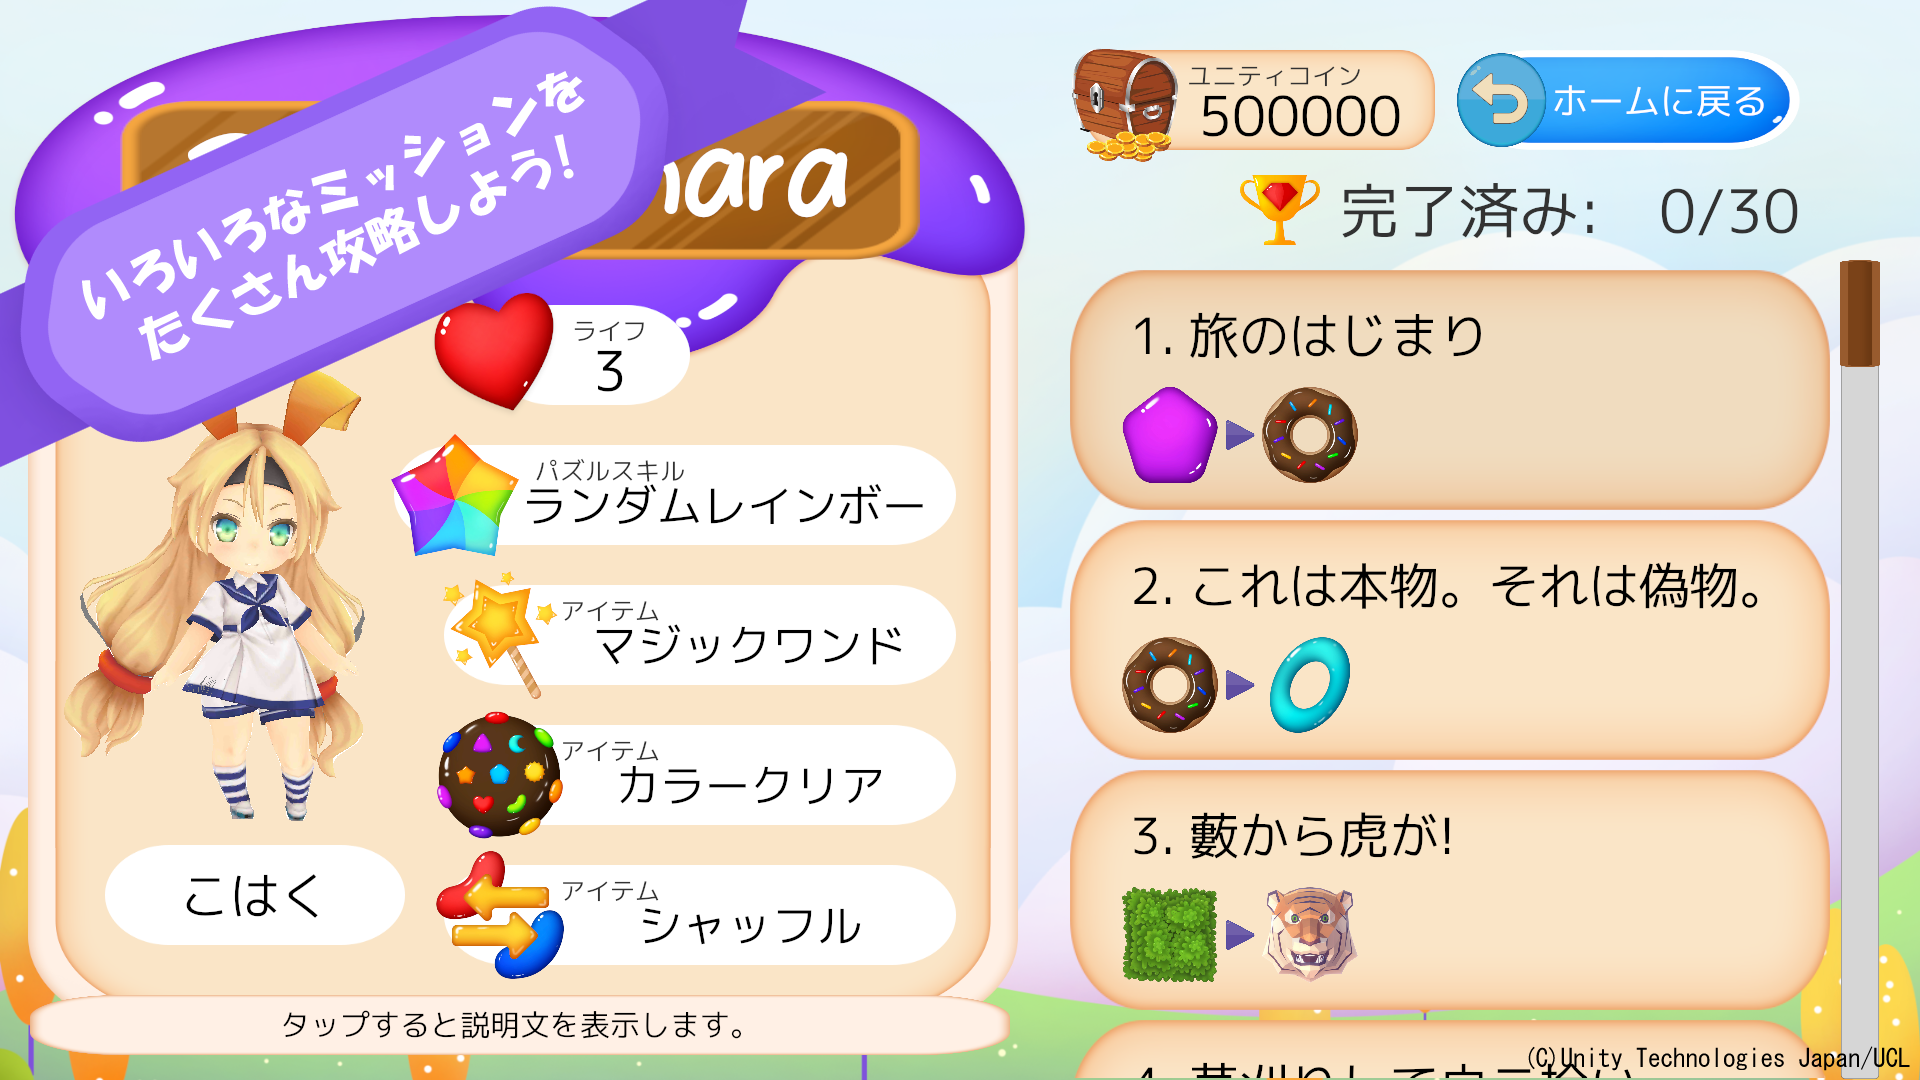 いろいろなミッションを
たくさん攻略しよう!
ライフ
3
パズルスキル
ランダムレインボー
アイテム
マジックワンド
アイテム
カラークリア
アイテム
シャッフル
こはく
タップすると説明文を表示します。
ユニティコイン
500000
ホームに戻る
完了済み: 0/30
1. 旅のはじまり
2. これは本物。それは偽物。
3. 藪から虎が!
(C)Unity Technologies Japan/UCL